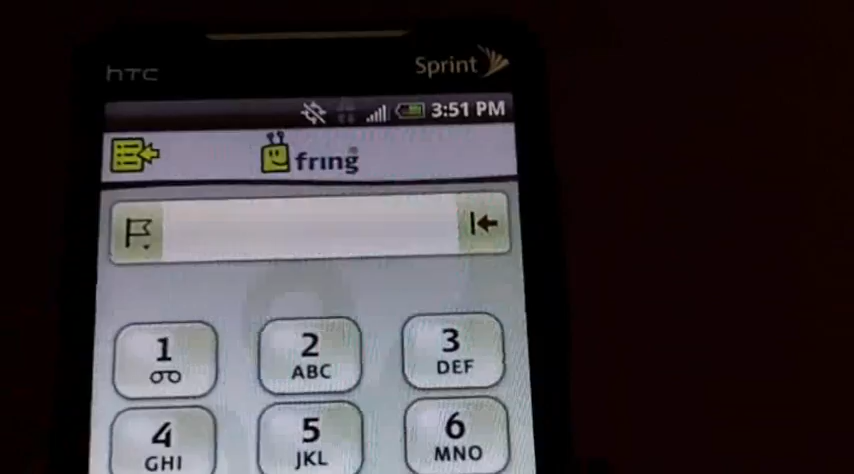 hTC
Sprint
3:51 PM
fring
1
2
ABC
3
DEF
4
GHI
5
JKL
6
MNO